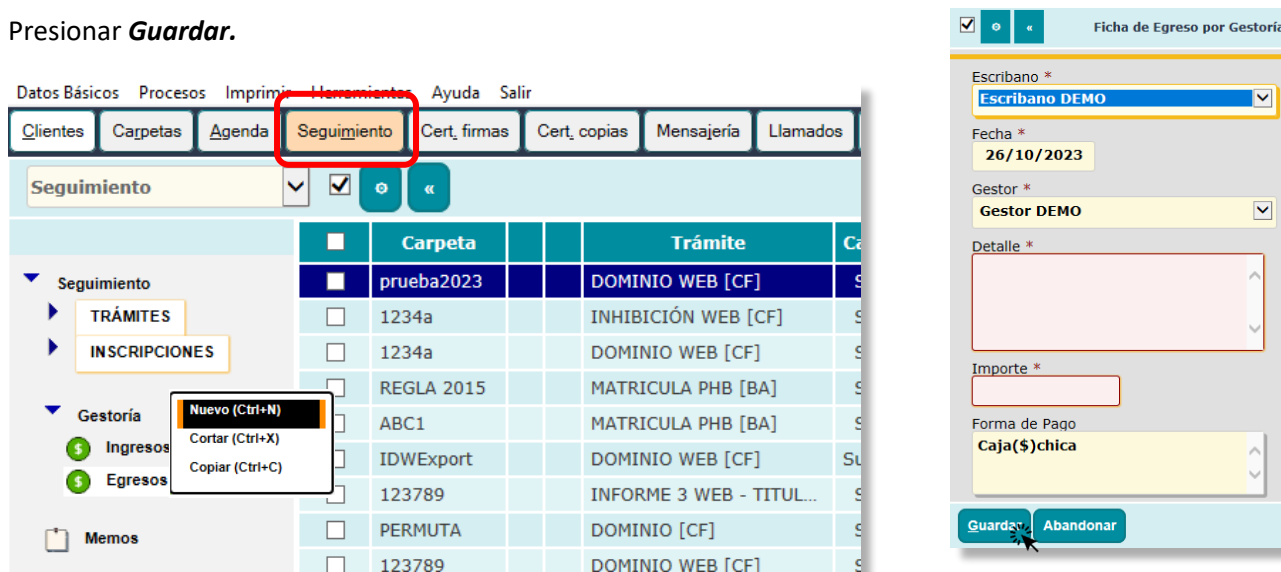 Presionar Guardar.
Datos Básicos Procesos Imprimir Herramientas Ayuda Salir
Clientes Carpetas Agenda Seguimiento Cert. firmas Cert. copias Mensajería Llamados
Seguimiento «
Carpeta Trámite
Seguimiento
TRÁMITES
INSCRIPCIONES
Gestoría
$ Ingresos
$ Egresos
Memos
Nuevo (Ctrl+N)
Cortar (Ctrl+X)
Copiar (Ctrl+C)
prueba2023 DOMINIO WEB [CF] S
1234a INHIBICIÓN WEB [CF] S
1234a DOMINIO WEB [CF] S
REGLA 2015 MATRICULA PHB [BA] S
ABC1 MATRICULA PHB [BA] S
IDWExport DOMINIO WEB [CF] Su
123789 INFORME 3 WEB - TITUL... S
PERMUTA DOMINIO [CF] S
123789 DOMINIO WEB [CF] S
« Ficha de Egreso por Gestoría
Escribano *
Escribano DEMO
Fecha *
26/10/2023
Gestor *
Gestor DEMO
Detalle *
Importe *
Forma de Pago
Caja($)chica
Guardar Abandonar